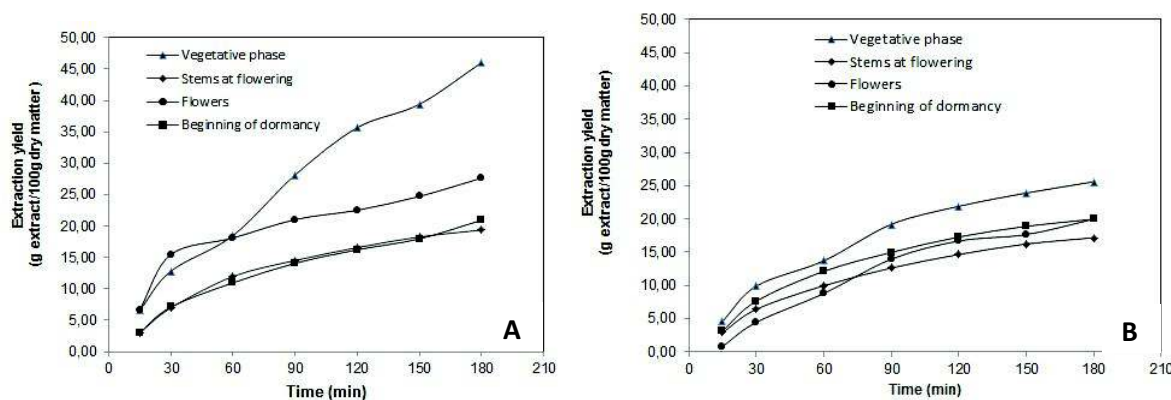 50,00
45,00
40,00
35,00
30,00
25,00
20,00
15,00
10,00
5,00
0,00
Extraction yield
(g extract/100g dry matter )
Vegetative phase
Stems at flowering
Flowers
Beginning of dormancy
A
0 30 60 90 120 150 180 210
Time (min)
50,00
45,00
40,00
35,00
30,00
25,00
20,00
15,00
10,00
5,00
0,00
Extraction yield
(g extract/100g dry matter)
Vegetative phase
Stems at flowering
Flowers
Beginning of dormancy
B
0 30 60 90 120 150 180 210
Time (min)